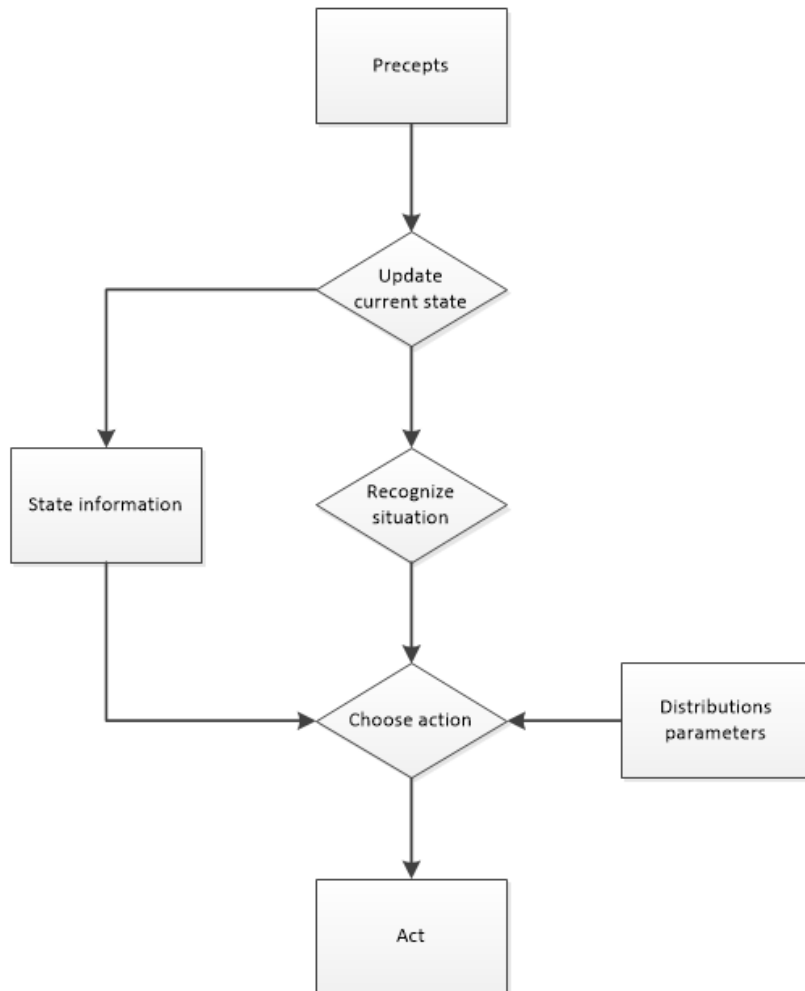 Precepts
Update
current state
State information
Recognize
situation
Choose action
Distributions
parameters
Act